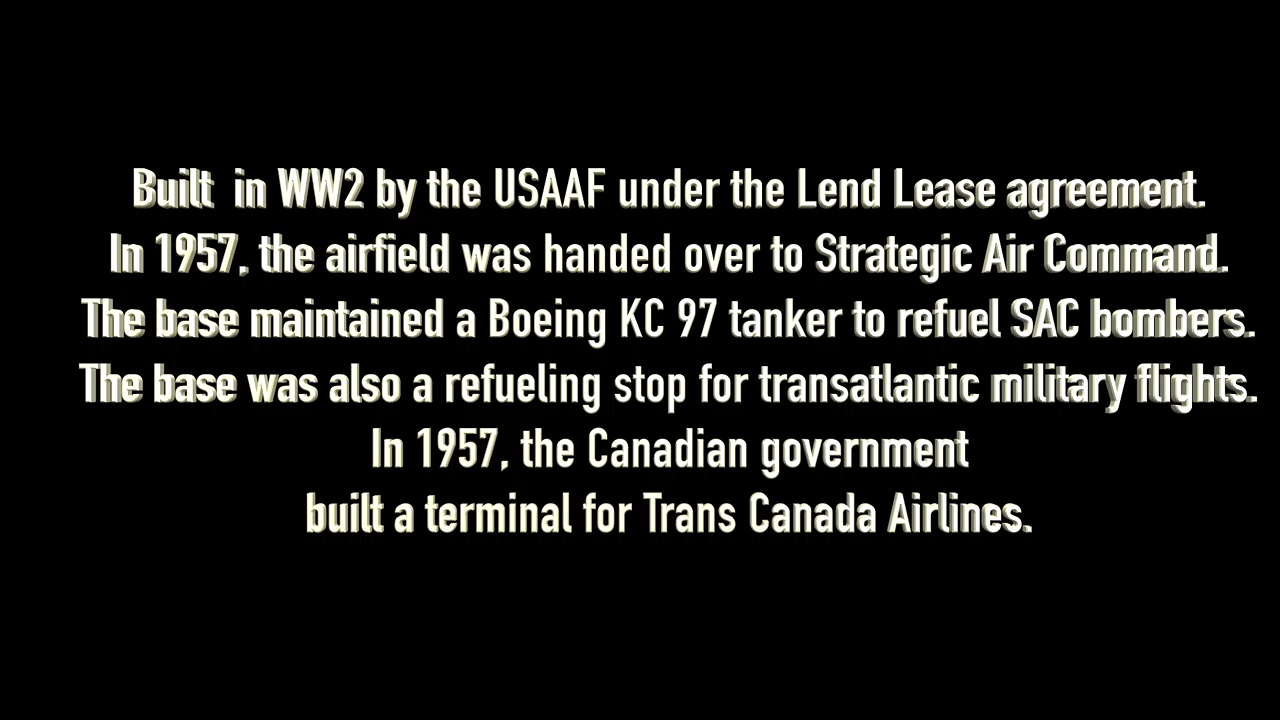 Built in WW2 by the USAAF under the Lend Lease agreement.
In 1957, the airfield was handed over to Strategic Air Command.
The base maintained a Boeing KC 97 tanker to refuel SAC bombers.
The base was also a refueling stop for transatlantic military flights.
In 1957, the Canadian government
built a terminal for Trans Canada Airlines.